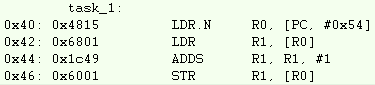 task_1:
0x40: 0x4815 LDR.N R0, [PC, #0x54]
0x42: 0x6801 LDR R1, [R0]
0x44: 0x1c49 ADDS R1, R1, #1
0x46: 0x6001 STR R1, [R0]